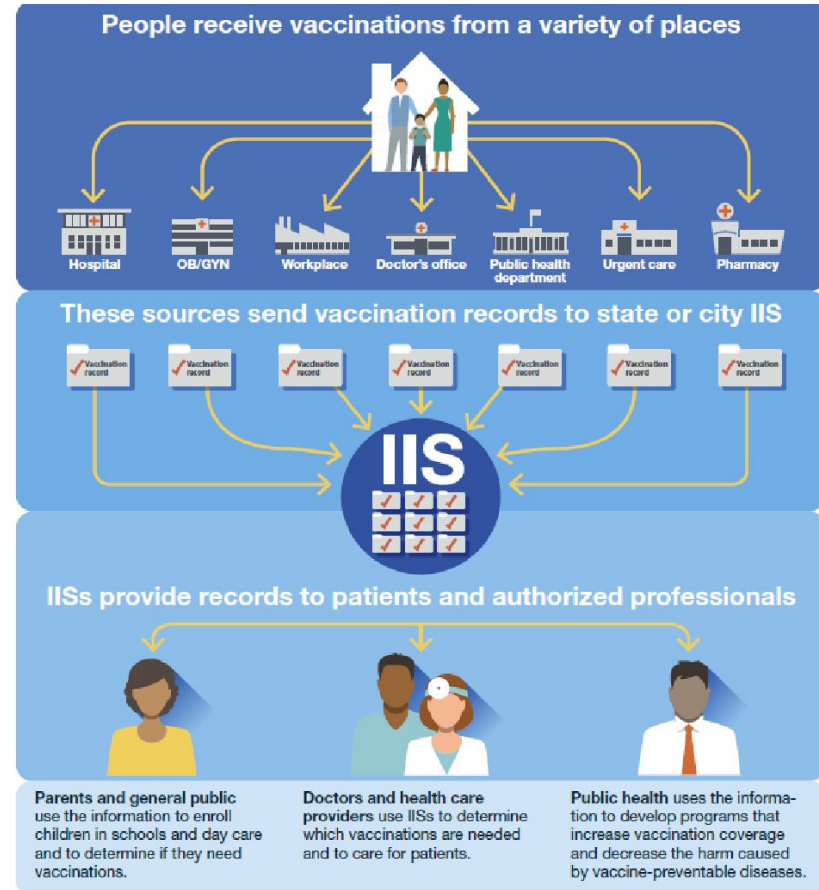 People receive vaccinations from a variety of places
Hospital
OB/GYN
Workplace
Doctor's office
Public health
department
Urgent care
Pharmacy
These sources send vaccination records to state or city IIS
Vaccination
record
Vaccination
record
Vaccination
record
Vaccination
record
Vaccination
record
Vaccination
record
Vaccination
record
IIS
IISs provide records to patients and authorized professionals
Parents and general public
use the information to enroll
children in schools and day care
and to determine if they need
vaccinations.
Doctors and health care
providers use IISs to determine
which vaccinations are needed
and to care for patients.
Public health uses the informa-
tion to develop programs that
increase vaccination coverage
and decrease the harm caused
by vaccine-preventable diseases.